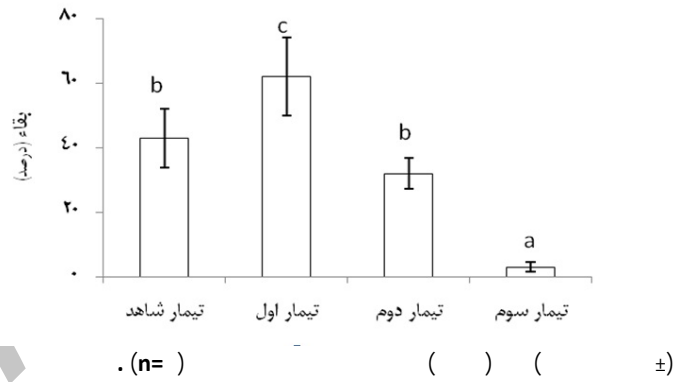 ۸۰
c
b
۶۰
بقاء (درصد)
b
۴۰
۲۰
a
۰
تیمار شاهد تیمار اول تیمار دوم تیمار سوم
(± ) ( ) (n= ).